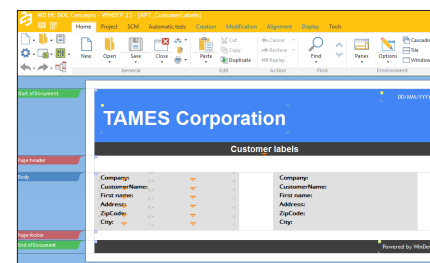 WD HC DOC Concepts - WINDEV 23 - [RPT_CustomerLabels]
Home Project SCM Automatic tests Creation Modification Alignment Display Tools
New Open Save Close Paste Cut Copy Duplicate Cancel Restore Replay Find Panes Options Cascading Tile Window
General Edit Action Find Environment
Start of Document
DD/MM/YYYY
TAMES Corporation
Customer labels
Page header
Body
Company: Company:
CustomerName: CustomerName:
First name: First name:
Address: Address:
ZipCode: ZipCode:
City: City:
Page footer
End of Document
Powered by WinDev